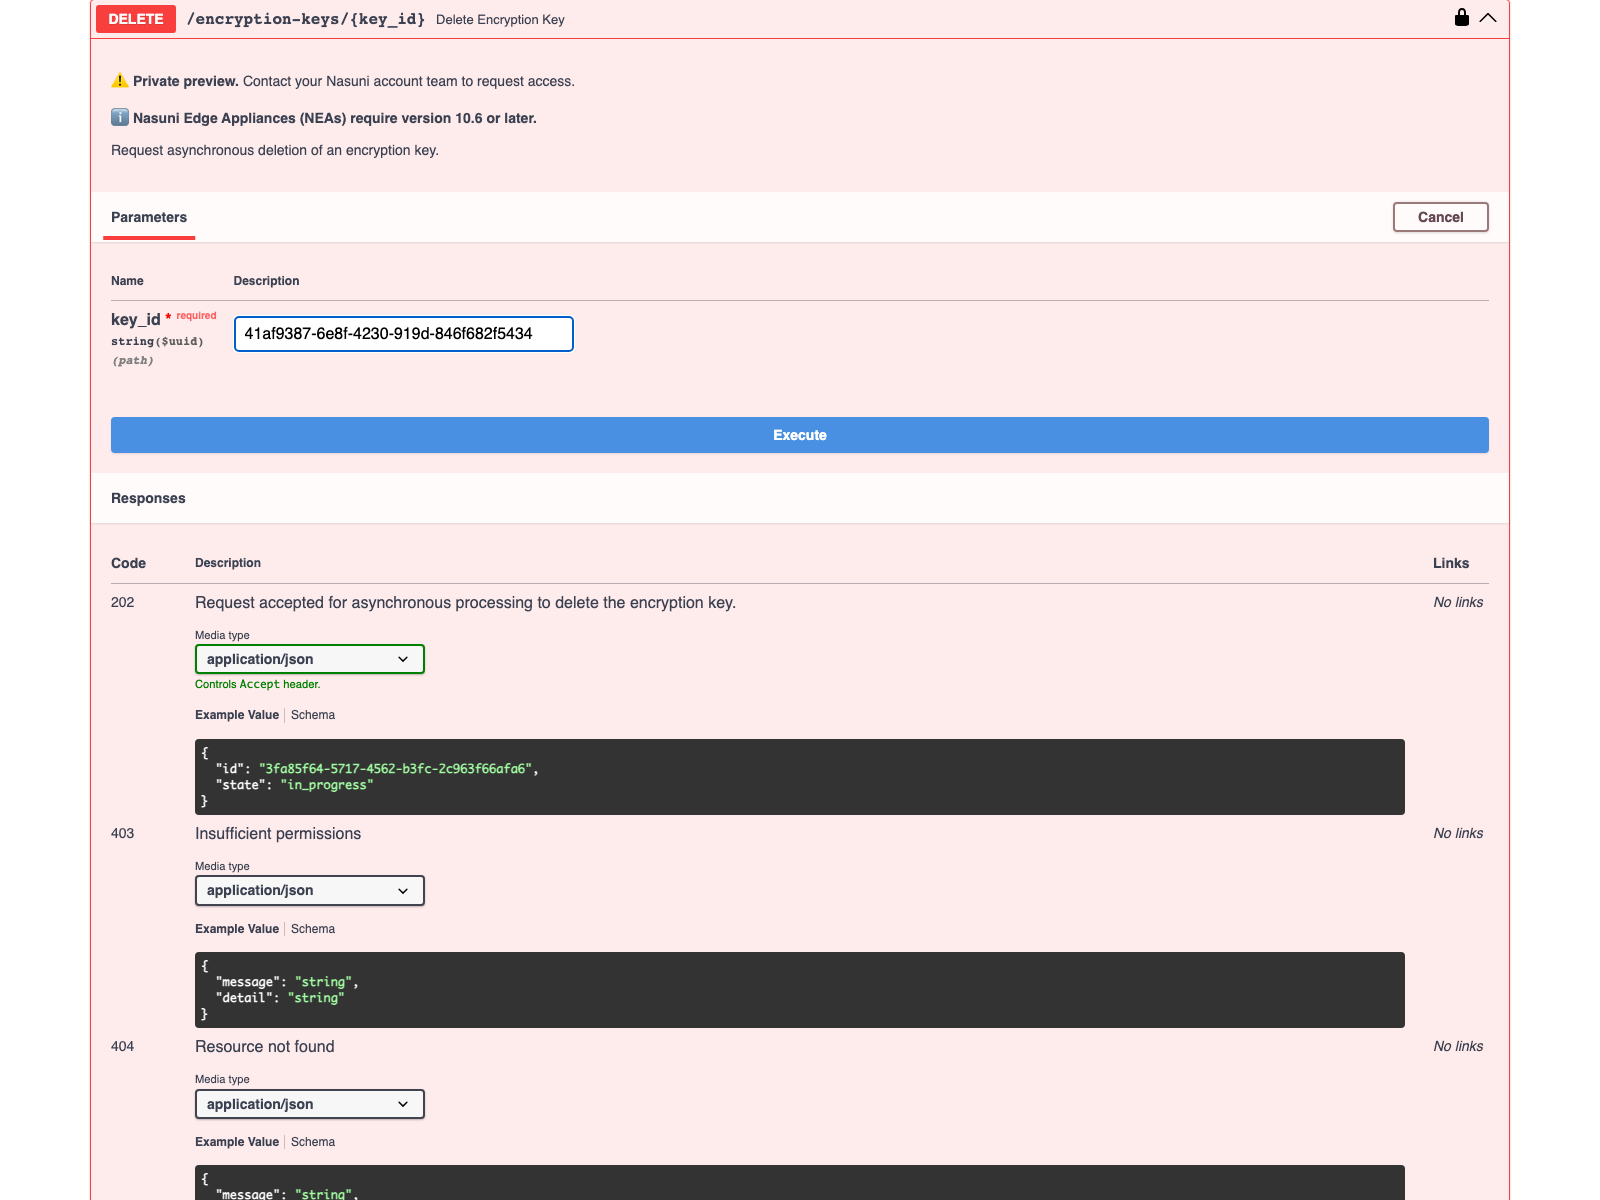 DELETE /encryption-keys/{key_id} Delete Encryption Key
⚠️ Private preview. Contact your Nasuni account team to request access.
ℹ️ Nasuni Edge Appliances (NEAs) require version 10.6 or later.
Request asynchronous deletion of an encryption key.
Parameters Cancel
Name Description
key_id * required
string($uuid)
(path)
41af9387-6e8f-4230-919d-846f682f5434
Execute
Responses
Code Description Links
202 Request accepted for asynchronous processing to delete the encryption key. No links
Media type
application/json
Controls Accept header.
Example Value Schema
{
"id": "3fa85f64-5717-4562-b3fc-2c963f66afa6",
"state": "in_progress"
}
403 Insufficient permissions No links
Media type
application/json
Example Value Schema
{
"message": "string",
"detail": "string"
}
404 Resource not found No links
Media type
application/json
Example Value Schema
{
"message": "string",